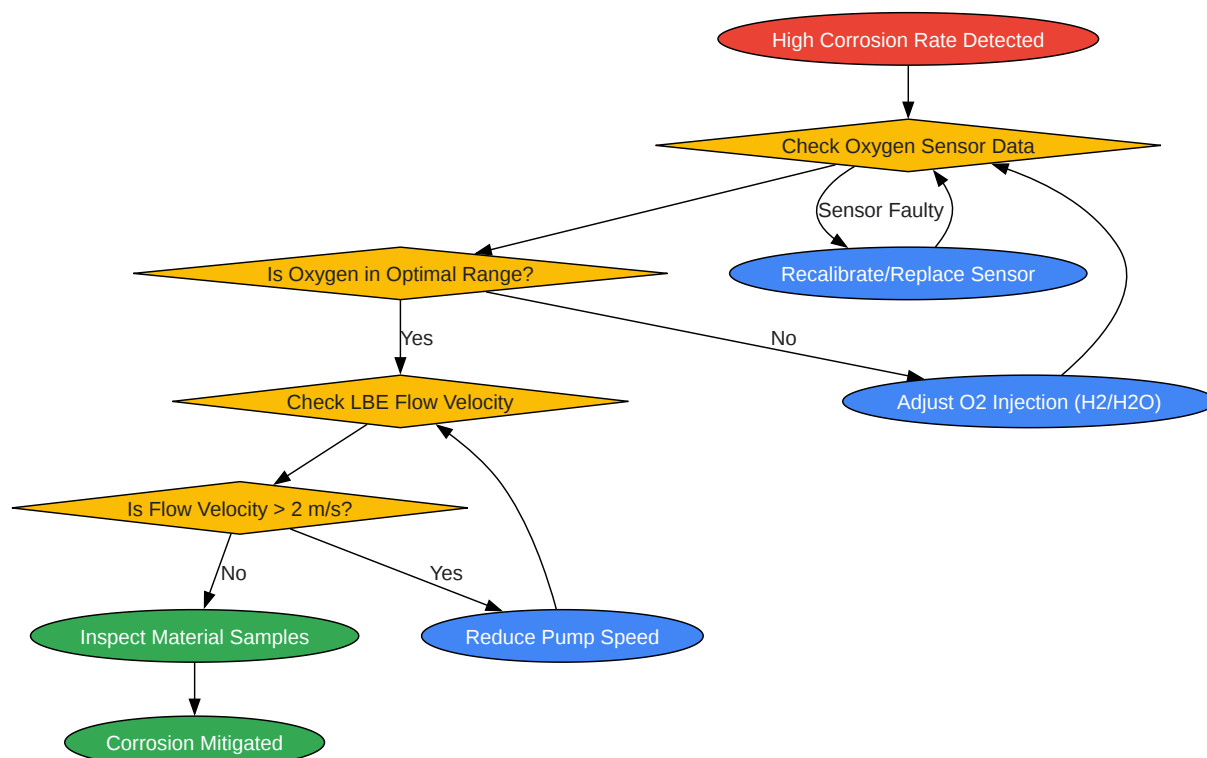 High Corrosion Rate Detected
Check Oxygen Sensor Data
Sensor Faulty
Is Oxygen in Optimal Range?
Recalibrate/Replace Sensor
Yes
No
Check LBE Flow Velocity
Adjust O2 Injection (H2/H2O)
Is Flow Velocity > 2 m/s?
No
Yes
Inspect Material Samples
Reduce Pump Speed
Corrosion Mitigated